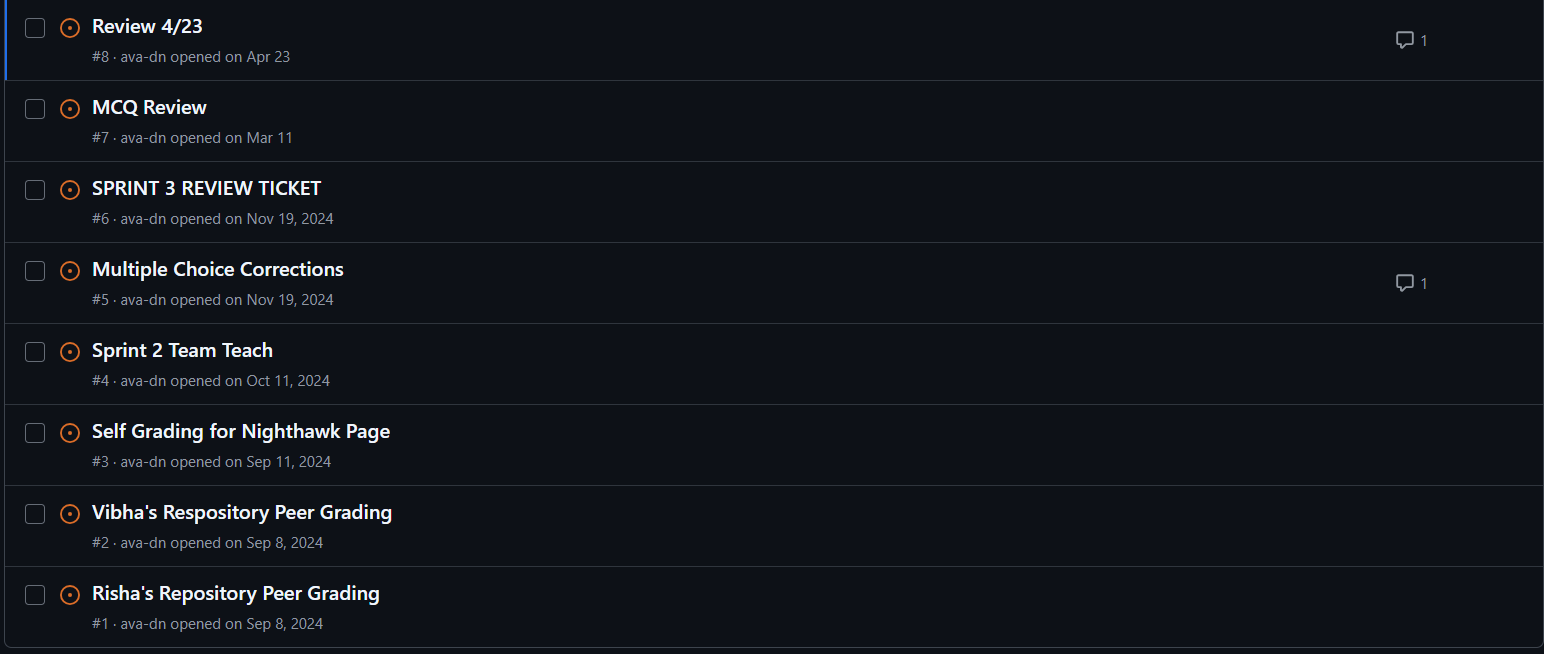 Review 4/23
#8 · ava-dn opened on Apr 23
1
MCQ Review
#7 · ava-dn opened on Mar 11
SPRINT 3 REVIEW TICKET
#6 · ava-dn opened on Nov 19, 2024
Multiple Choice Corrections
#5 · ava-dn opened on Nov 19, 2024
1
Sprint 2 Team Teach
#4 · ava-dn opened on Oct 11, 2024
Self Grading for Nighthawk Page
#3 · ava-dn opened on Sep 11, 2024
Vibha's Respository Peer Grading
#2 · ava-dn opened on Sep 8, 2024
Risha's Repository Peer Grading
#1 · ava-dn opened on Sep 8, 2024